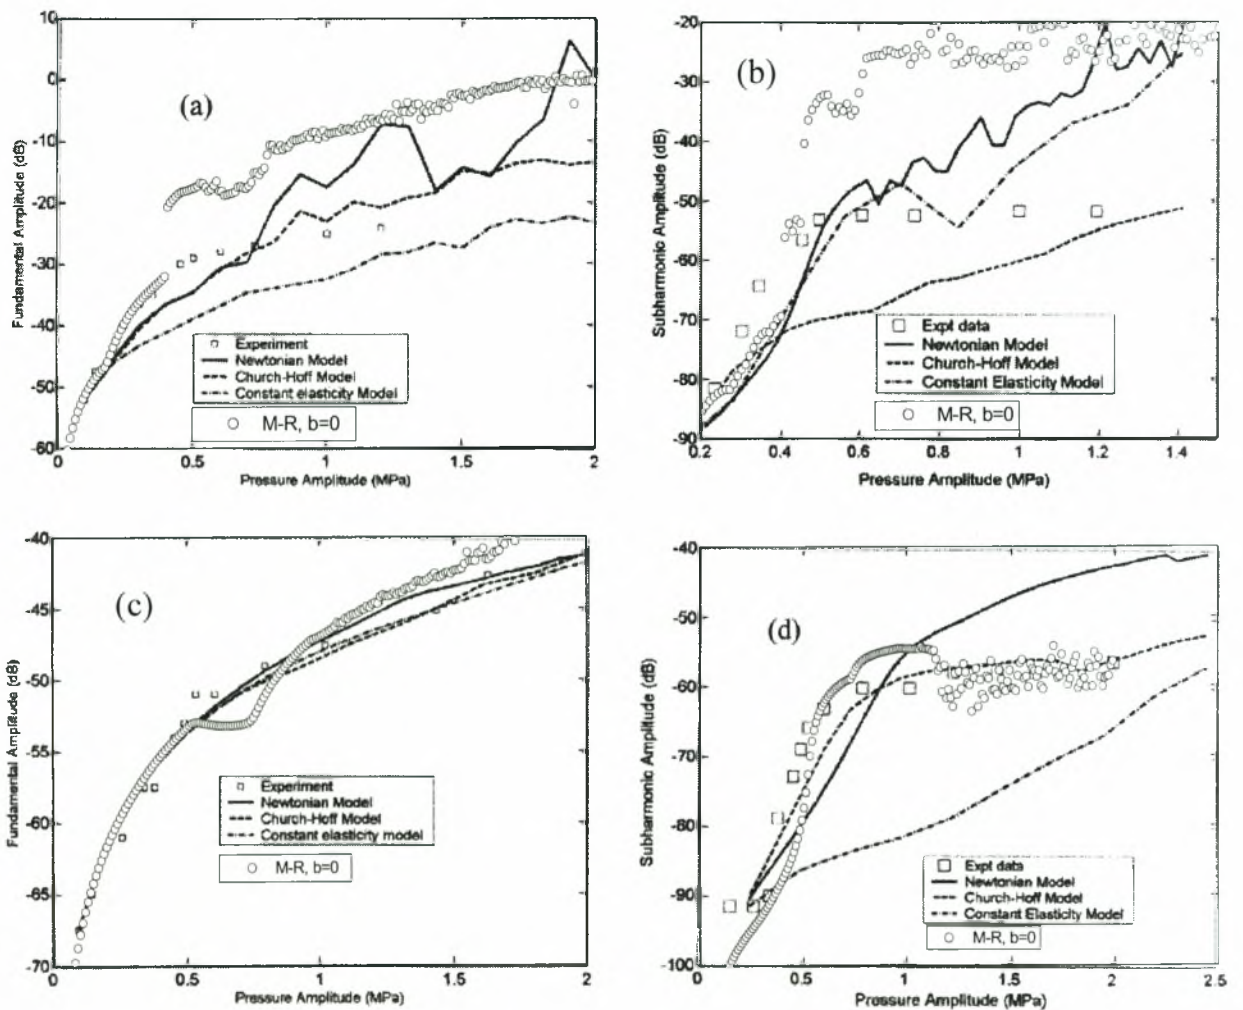 (a)
Fundamental Amplitude (dB)
10
0
-10
-20
-30
-40
-50
-60
Experiment
Newtonian Model
Church-Hoff Model
Constant elasticity Model
M-R, b=0
0
0.5
1
1.5
2
Pressure Amplitude (MPa)
(b)
Subharmonic Amplitude (dB)
-20
-30
-40
-50
-60
-70
-80
-90
Expt data
Newtonian Model
Church-Hoff Model
Constant Elasticity Model
M-R, b=0
0.2
0.4
0.6
0.8
1
1.2
1.4
Pressure Amplitude (MPa)
(c)
Fundamental Amplitude (dB)
-40
-45
-50
-55
-60
-65
-70
Experiment
Newtonian Model
Church-Hoff Model
Constant elasticity model
M-R, b=0
0
0.5
1
1.5
2
Pressure Amplitude (MPa)
(d)
Subharmonic Amplitude (dB)
-40
-50
-60
-70
-80
-90
-100
Expt data
Newtonian Model
Church-Hoff Model
Constant Elasticity Model
M-R, b=0
0
0.5
1
1.5
2
2.5
Pressure Amplitude (MPa)